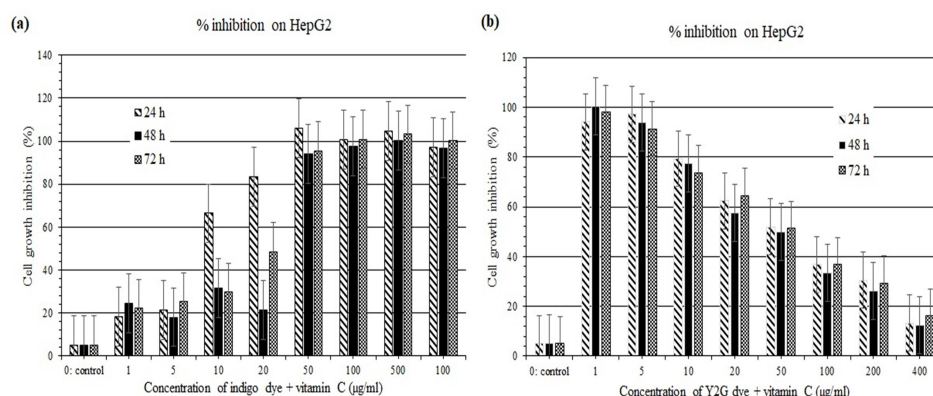 (a)
% inhibition on HepG2
140
120
100
80
60
40
20
0
Cell growth inhibition (%)
24 h
48 h
72 h
0: control 1 5 10 20 50 100 500 100
Concentration of indigo dye + vitamin C (µg/ml)
(b)
% inhibition on HepG2
120
100
80
60
40
20
0
Cell growth inhibition (%)
24 h
48 h
72 h
0: control 1 5 10 20 50 100 200 400
Concentration of Y2G dye + vitamin C (µg/ml)